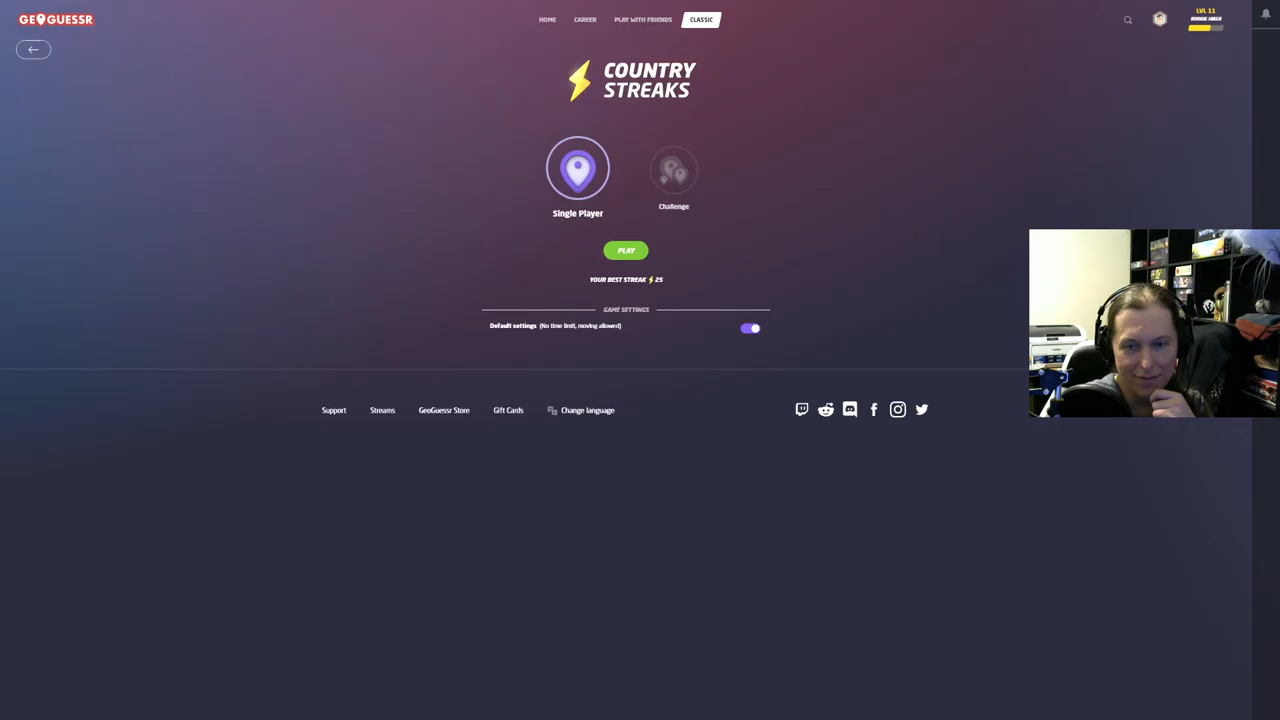 GEOGUESSR
HOME
CAREER
PLAY WITH FRIENDS
CLASSIC
LVL 11
COUNTRY
STREAKS
Single Player
Challenge
PLAY
YOUR BEST STREAK 25
GAME SETTINGS
Default settings (No time limit, moving allowed)
Support
Streams
GeoGuessr Store
Gift Cards
Change language